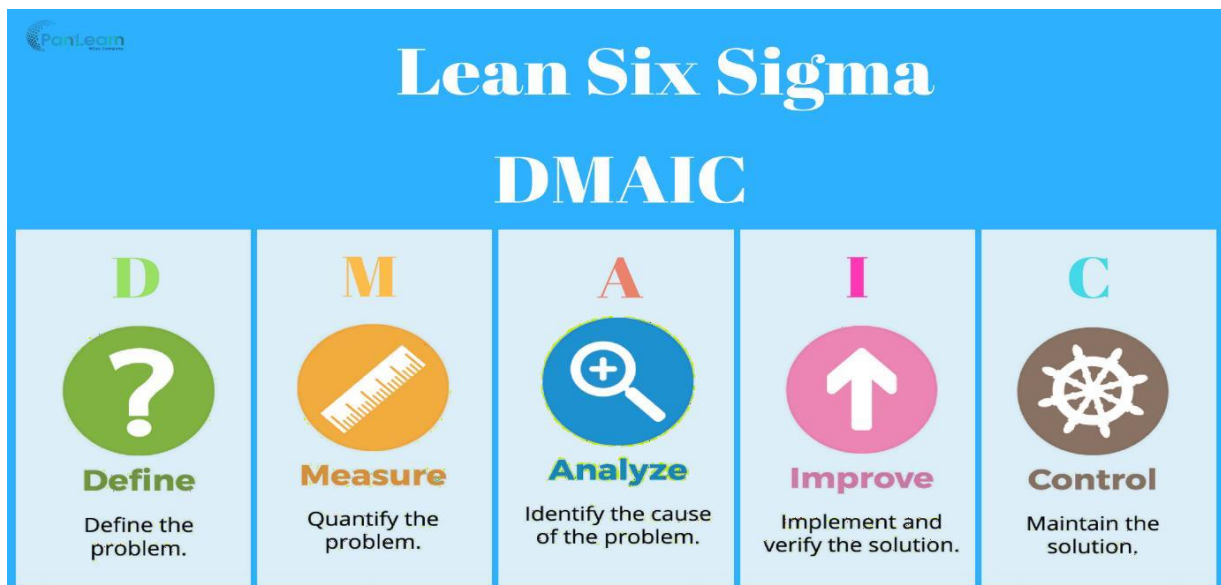 PanLearn
Lean Six Sigma
DMAIC
D
M
A
I
C
Define
Define the
problem.
Measure
Quantify the
problem.
Analyze
Identify the cause
of the problem.
Improve
Implement and
verify the solution.
Control
Maintain the
solution.